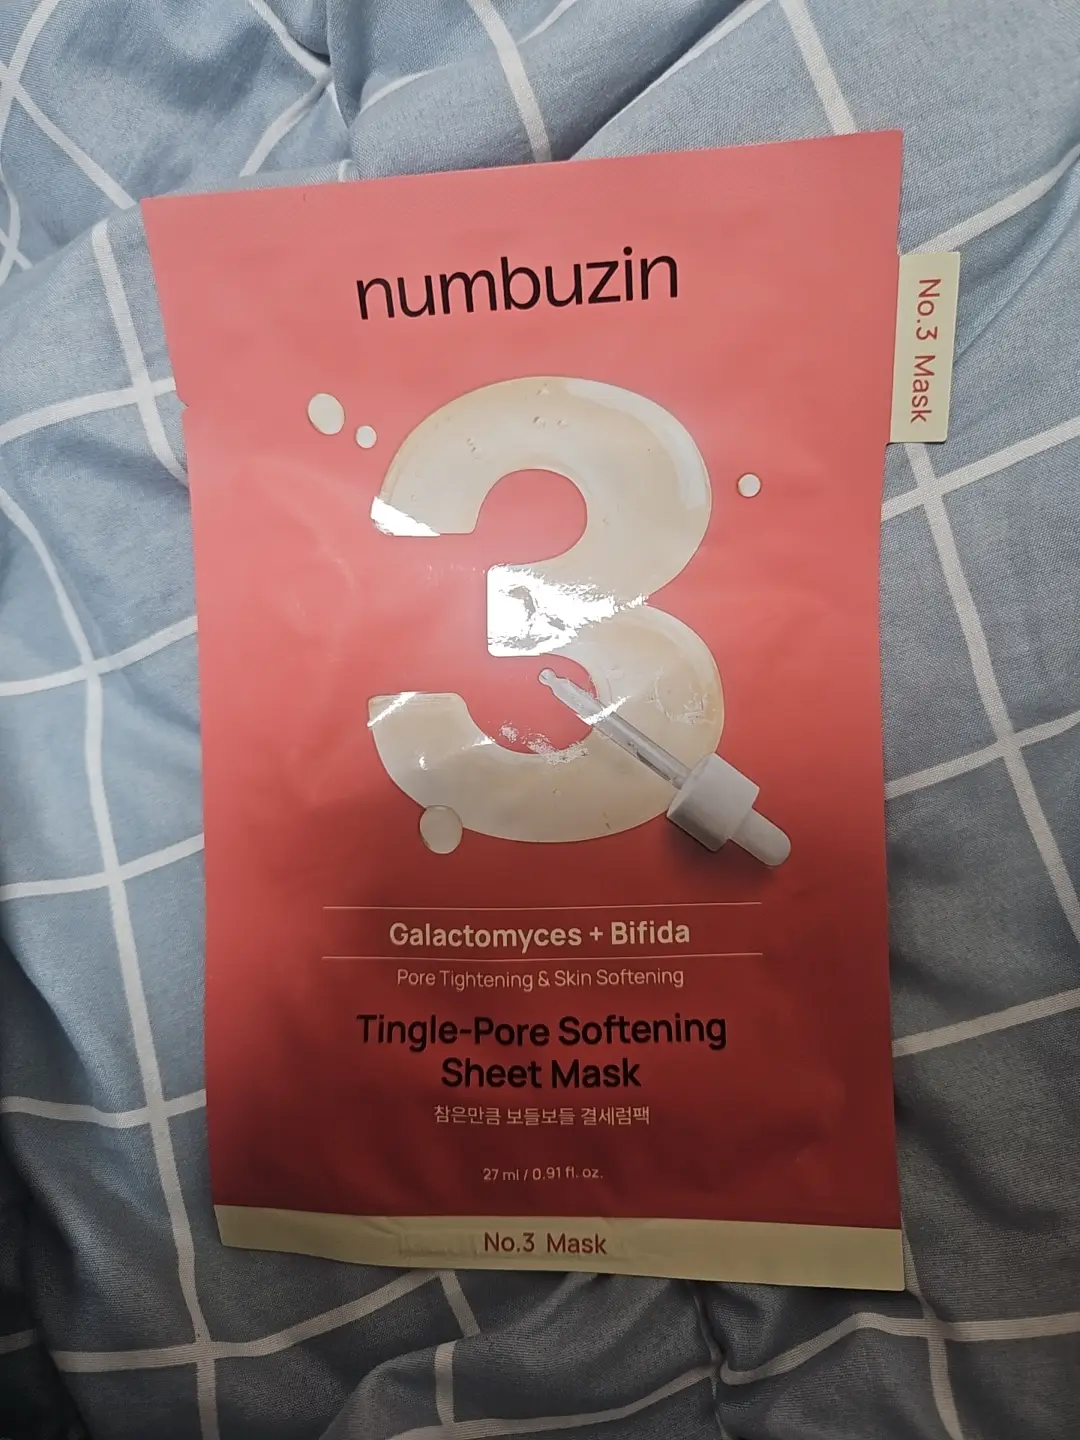 numbuzin
No.3 Mask
3
Galactomyces + Bifida
Pore Tightening & Skin Softening
Tingle-Pore Softening
Sheet Mask
참은만큼 보들보들 결세럼팩
27 ml / 0.91 fl. oz.
No.3 Mask